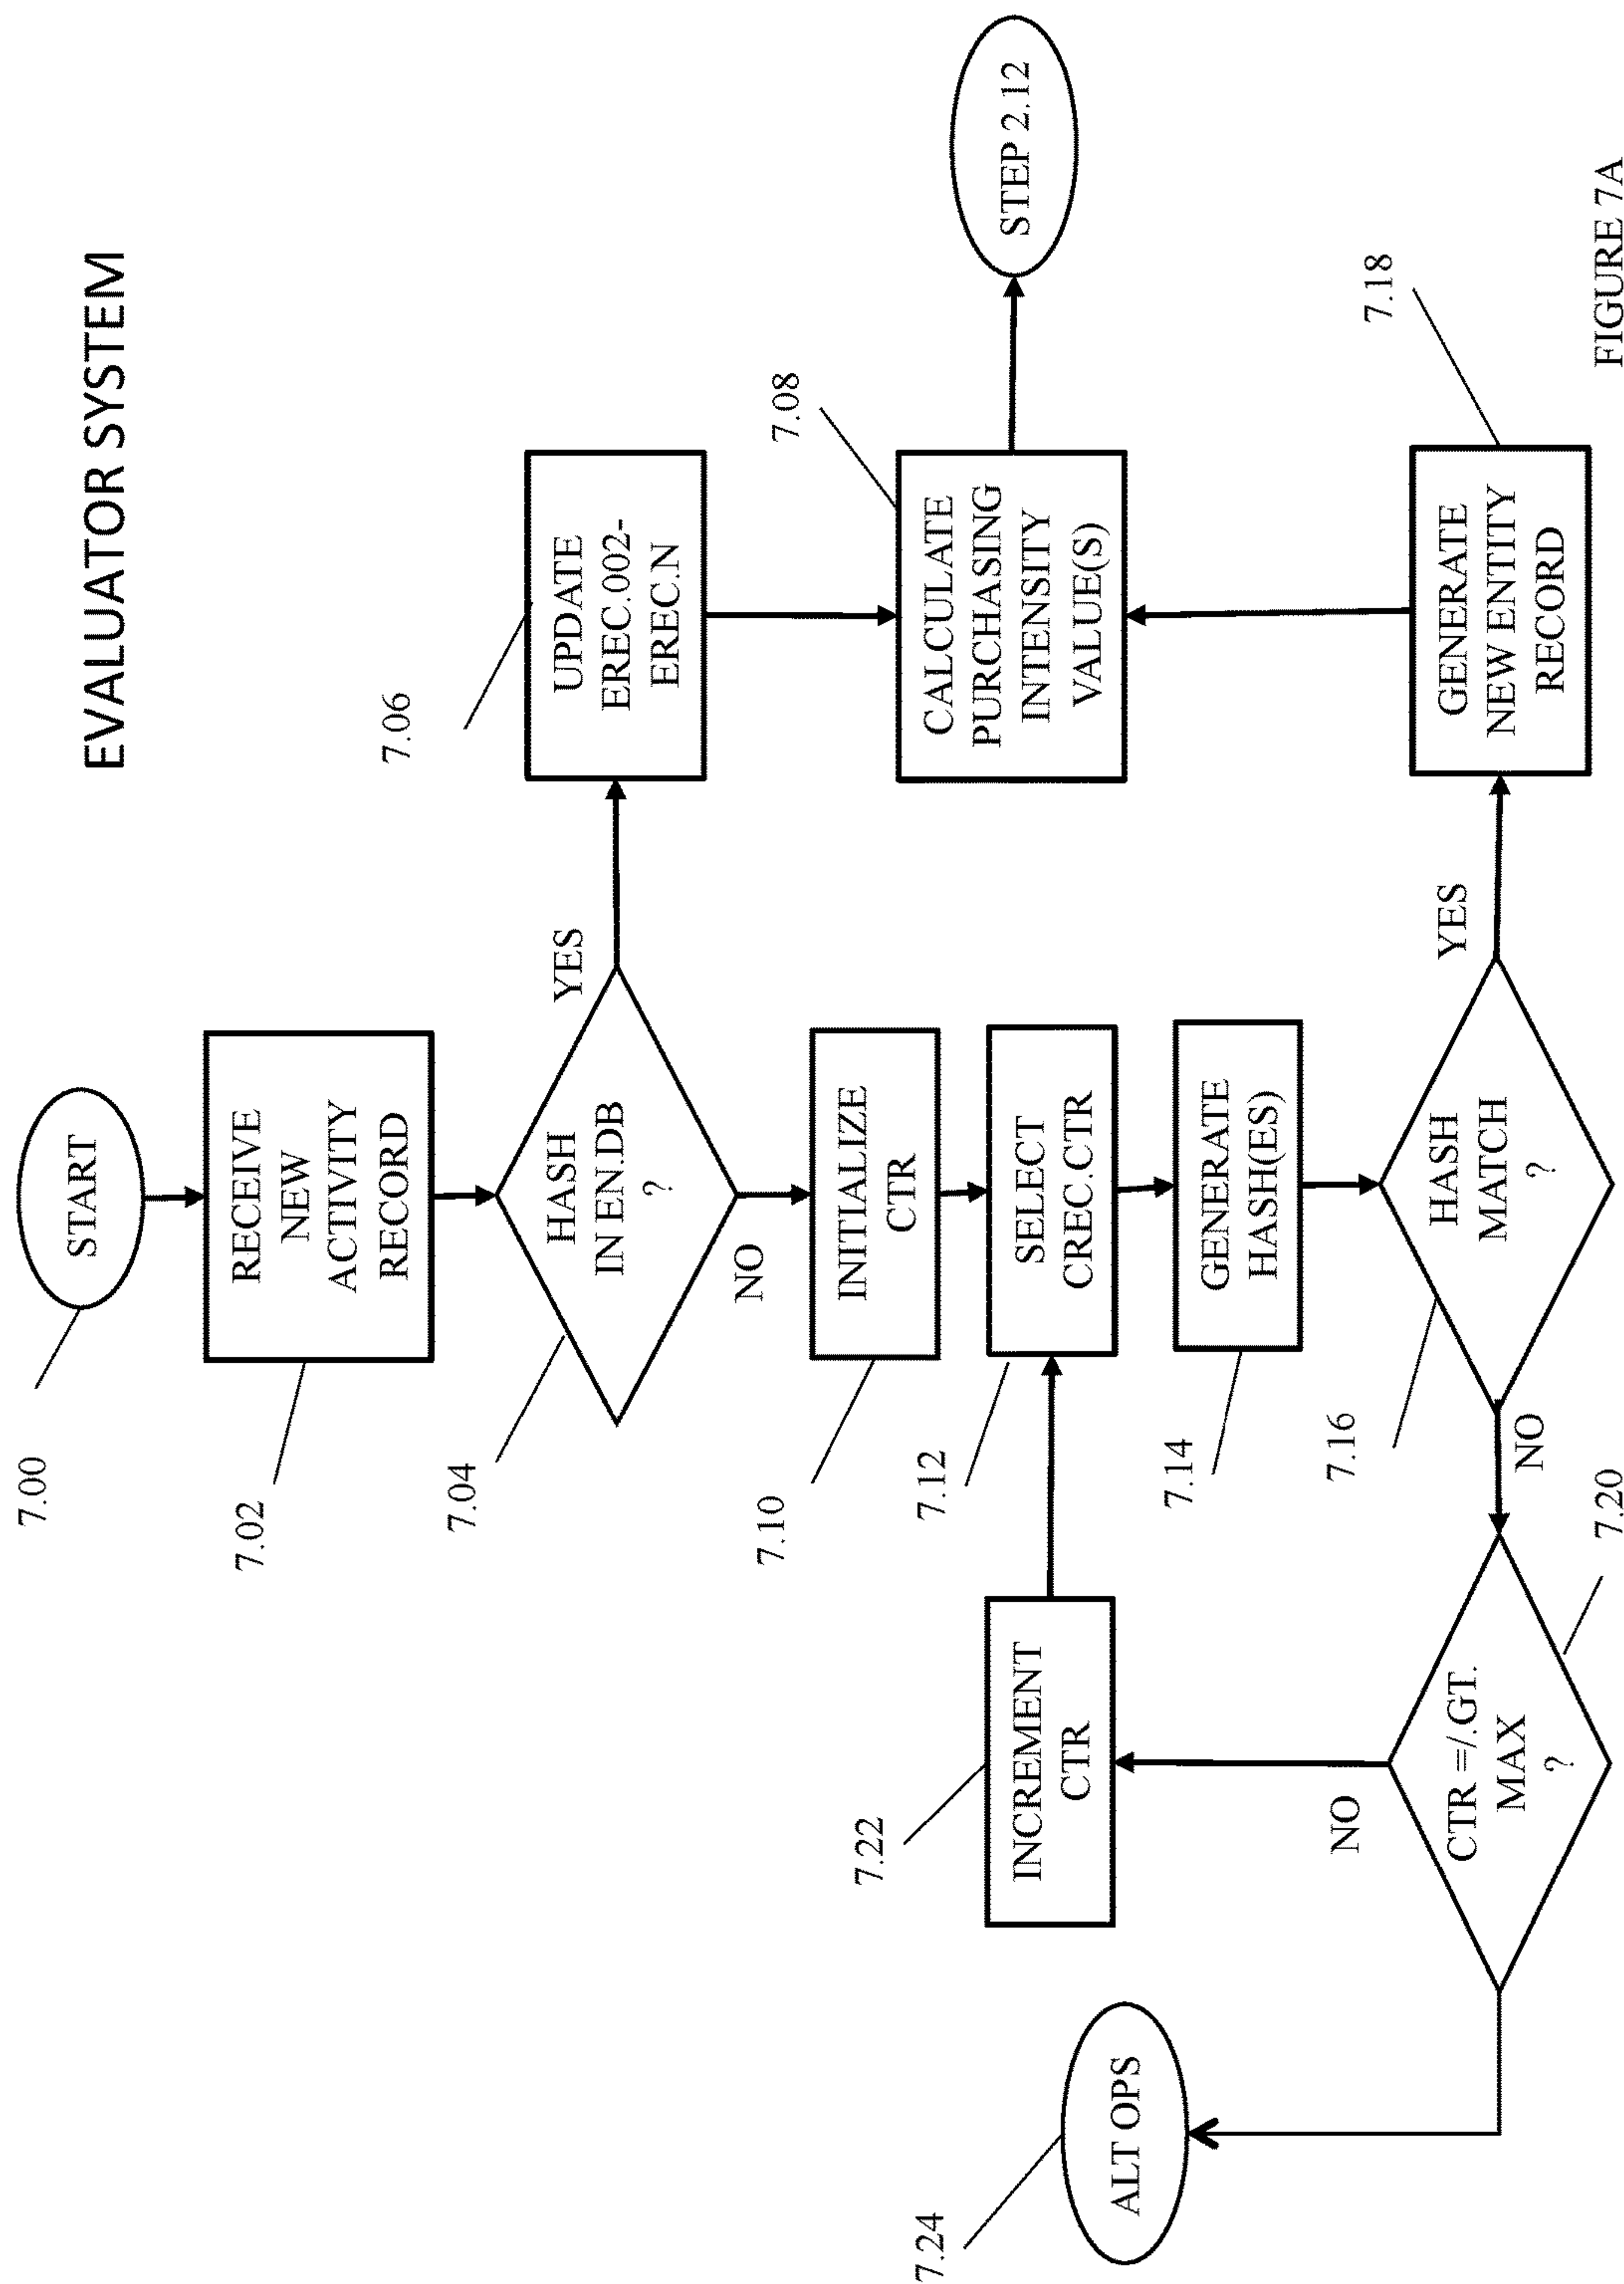 EVALUATOR SYSTEM
7.00
START
7.02
RECEIVE
NEW
ACTIVITY
RECORD
7.04
HASH
IN EN.DB
?
YES
NO
7.06
UPDATE
EREC.002-
EREC.N
7.08
CALCULATE
PURCHASING
INTENSITY
VALUE(S)
STEP 2.12
7.10
INITIALIZE
CTR
7.12
SELECT
CREC.CTR
7.14
GENERATE
HASH(ES)
7.16
HASH
MATCH
?
YES
NO
7.18
GENERATE
NEW ENTITY
RECORD
7.20
CTR =/.GT.
MAX
?
NO
7.22
INCREMENT
CTR
7.24
ALT OPS
FIGURE 7A